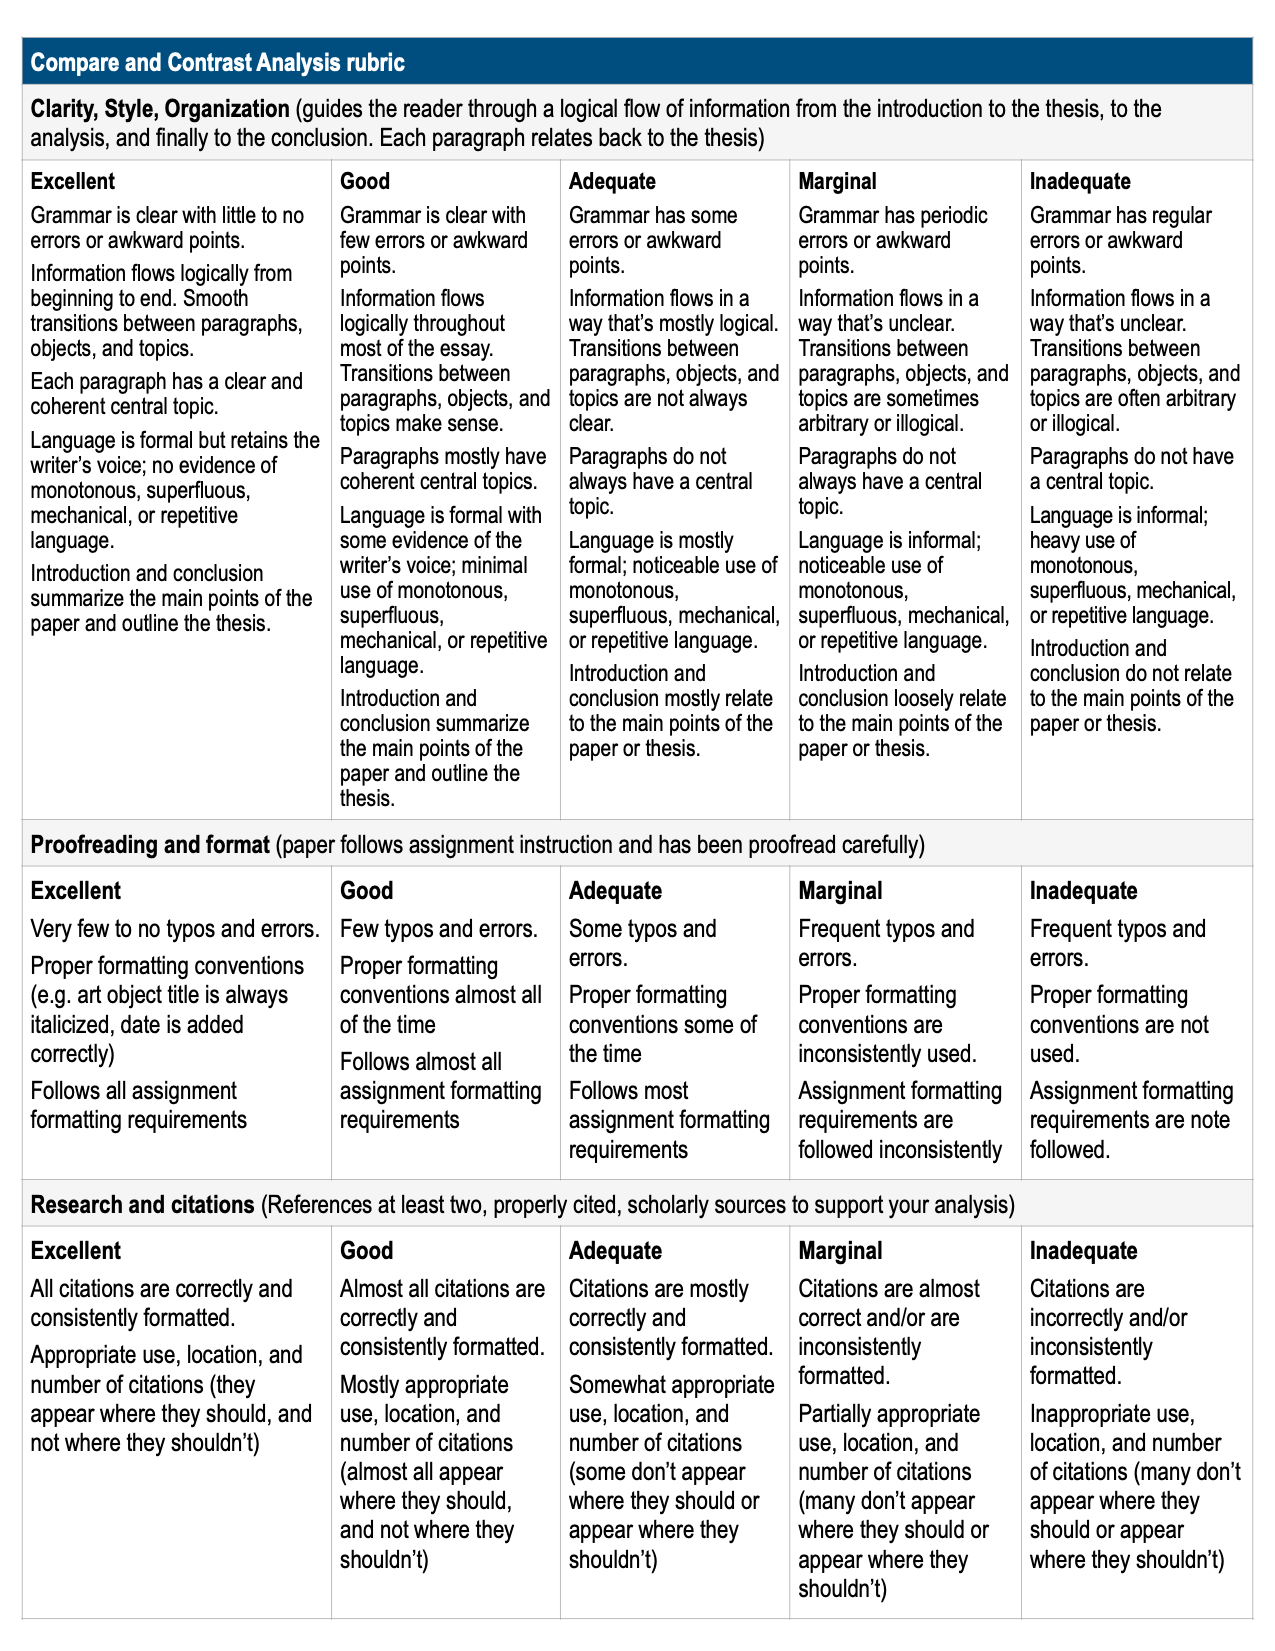 Compare and Contrast Analysis rubric
Clarity, Style, Organization (guides the reader through a logical flow of information from the introduction to the thesis, to the
analysis, and finally to the conclusion. Each paragraph relates back to the thesis)
Excellent
Grammar is clear with little to no
errors or awkward points.
Information flows logically from
beginning to end. Smooth
transitions between paragraphs,
objects, and topics.
Each paragraph has a clear and
coherent central topic.
Language is formal but retains the
writer’s voice; no evidence of
monotonous, superfluous,
mechanical, or repetitive
language.
Introduction and conclusion
summarize the main points of the
paper and outline the thesis.
Good
Grammar is clear with
few errors or awkward
points.
Information flows
logically throughout
most of the essay.
Transitions between
paragraphs, objects, and
topics make sense.
Paragraphs mostly have
coherent central topics.
Language is formal with
some evidence of the
writer’s voice; minimal
use of monotonous,
superfluous,
mechanical, or repetitive
language.
Introduction and
conclusion summarize
the main points of the
paper and outline the
thesis.
Adequate
Grammar has some
errors or awkward
points.
Information flows in a
way that’s mostly logical.
Transitions between
paragraphs, objects, and
topics are not always
clear.
Paragraphs do not
always have a central
topic.
Language is mostly
formal; noticeable use of
monotonous,
superfluous, mechanical,
or repetitive language.
Introduction and
conclusion mostly relate
to the main points of the
paper or thesis.
Marginal
Grammar has periodic
errors or awkward
points.
Information flows in a
way that’s unclear.
Transitions between
paragraphs, objects, and
topics are sometimes
arbitrary or illogical.
Paragraphs do not
always have a central
topic.
Language is informal;
noticeable use of
monotonous,
superfluous, mechanical,
or repetitive language.
Introduction and
conclusion loosely relate
to the main points of the
paper or thesis.
Inadequate
Grammar has regular
errors or awkward
points.
Information flows in a
way that’s unclear.
Transitions between
paragraphs, objects, and
topics are often arbitrary
or illogical.
Paragraphs do not have
a central topic.
Language is informal;
heavy use of
monotonous,
superfluous, mechanical,
or repetitive language.
Introduction and
conclusion do not relate
to the main points of the
paper or thesis.
Proofreading and format (paper follows assignment instruction and has been proofread carefully)
Excellent
Very few to no typos and errors.
Proper formatting conventions
(e.g. art object title is always
italicized, date is added
correctly)
Follows all assignment
formatting requirements
Good
Few typos and errors.
Proper formatting
conventions almost all
of the time
Follows almost all
assignment formatting
requirements
Adequate
Some typos and
errors.
Proper formatting
conventions some of
the time
Follows most
assignment formatting
requirements
Marginal
Frequent typos and
errors.
Proper formatting
conventions are
inconsistently used.
Assignment formatting
requirements are
followed inconsistently
Inadequate
Frequent typos and
errors.
Proper formatting
conventions are not
used.
Assignment formatting
requirements are note
followed.
Research and citations (References at least two, properly cited, scholarly sources to support your analysis)
Excellent
All citations are correctly and
consistently formatted.
Appropriate use, location, and
number of citations (they
appear where they should, and
not where they shouldn’t)
Good
Almost all citations are
correctly and
consistently formatted.
Mostly appropriate
use, location, and
number of citations
(almost all appear
where they should,
and not where they
shouldn’t)
Adequate
Citations are mostly
correctly and
consistently formatted.
Somewhat appropriate
use, location, and
number of citations
(some don’t appear
where they should or
appear where they
shouldn’t)
Marginal
Citations are almost
correct and/or are
inconsistently
formatted.
Partially appropriate
use, location, and
number of citations
(many don’t appear
where they should or
appear where they
shouldn’t)
Inadequate
Citations are
incorrectly and/or
inconsistently
formatted.
Inappropriate use,
location, and number
of citations (many don’t
appear where they
should or appear
where they shouldn’t)